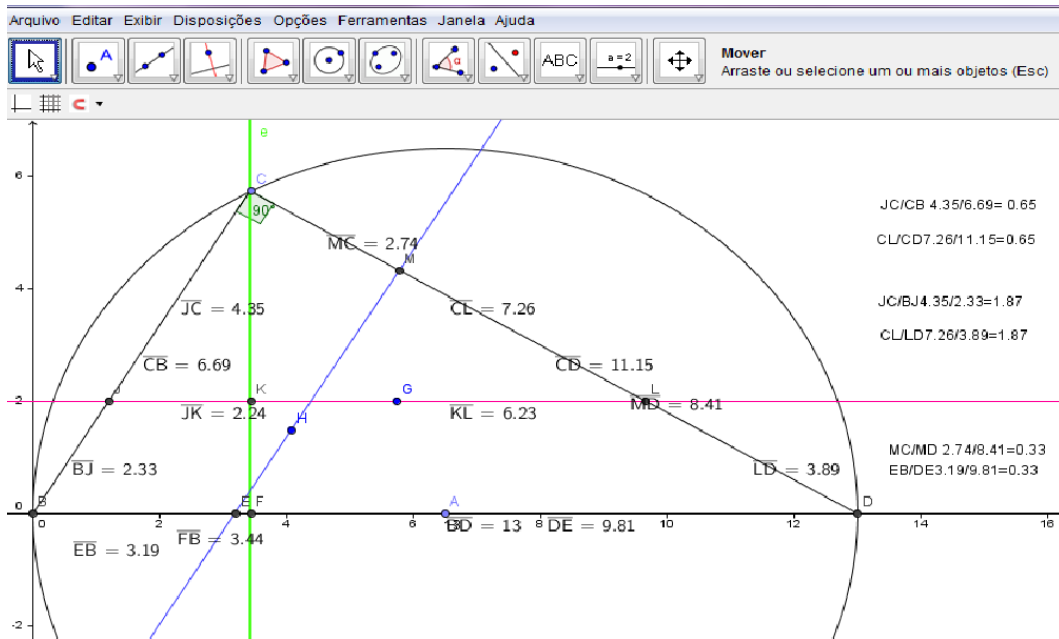 Arquivo Editar Exibir Disposições Opções Ferramentas Janela Ajuda
A
α
ABC
a=2
Mover
Arraste ou selecione um ou mais objetos (Esc)
e
6
C
90°
JC/CB 4.35/6.69= 0.65
MC = 2.74
CL/CD7.26/11.15=0.65
M
4
JC = 4.35
CL = 7.26
JC/BJ4.35/2.33=1.87
CL/LD7.26/3.89=1.87
CB = 6.69
CD = 11.15
J
K
G
L
2
JK = 2.24
KL = 6.23
MD = 8.41
H
MC/MD 2.74/8.41=0.33
BJ = 2.33
LD = 3.89
EB/DE3.19/9.81=0.33
B
E
F
A
D
0
0 2 4 6 8 10 12 14 16
BD = 13
DE = 9.81
FB = 3.44
EB = 3.19
-2